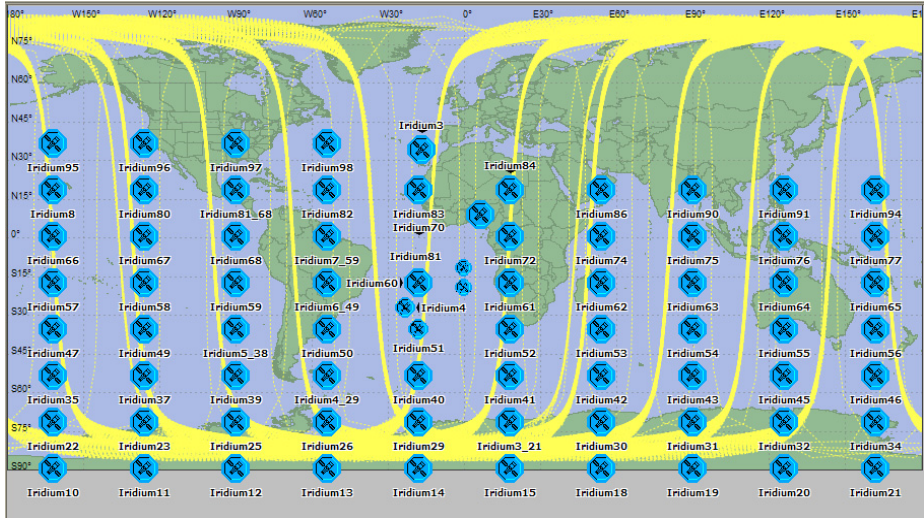 180° W150° W120° W90° W60° W30° 0° E30° E60° E90° E120° E150° E1
N75°
N60°
N45°
Iridium3
N30°
Iridium95 Iridium96 Iridium97 Iridium98 Iridium84
N15°
Iridium8 Iridium80 Iridium81_68 Iridium82 Iridium83 Iridium86 Iridium90 Iridium91 Iridium94
Iridium70
0°
Iridium66 Iridium67 Iridium68 Iridium7_59 Iridium81 Iridium72 Iridium74 Iridium75 Iridium76 Iridium77
S15°
Iridium60
Iridium57 Iridium58 Iridium59 Iridium6_49 Iridium4 Iridium61 Iridium62 Iridium63 Iridium64 Iridium65
S30°
Iridium47 Iridium49 Iridium5_38 Iridium50 Iridium51 Iridium52 Iridium53 Iridium54 Iridium55 Iridium56
S45°
S60°
Iridium35 Iridium37 Iridium39 Iridium4_29 Iridium40 Iridium41 Iridium42 Iridium43 Iridium45 Iridium46
S75°
Iridium22 Iridium23 Iridium25 Iridium26 Iridium29 Iridium3_21 Iridium30 Iridium31 Iridium32 Iridium34
S90°
Iridium10 Iridium11 Iridium12 Iridium13 Iridium14 Iridium15 Iridium18 Iridium19 Iridium20 Iridium21